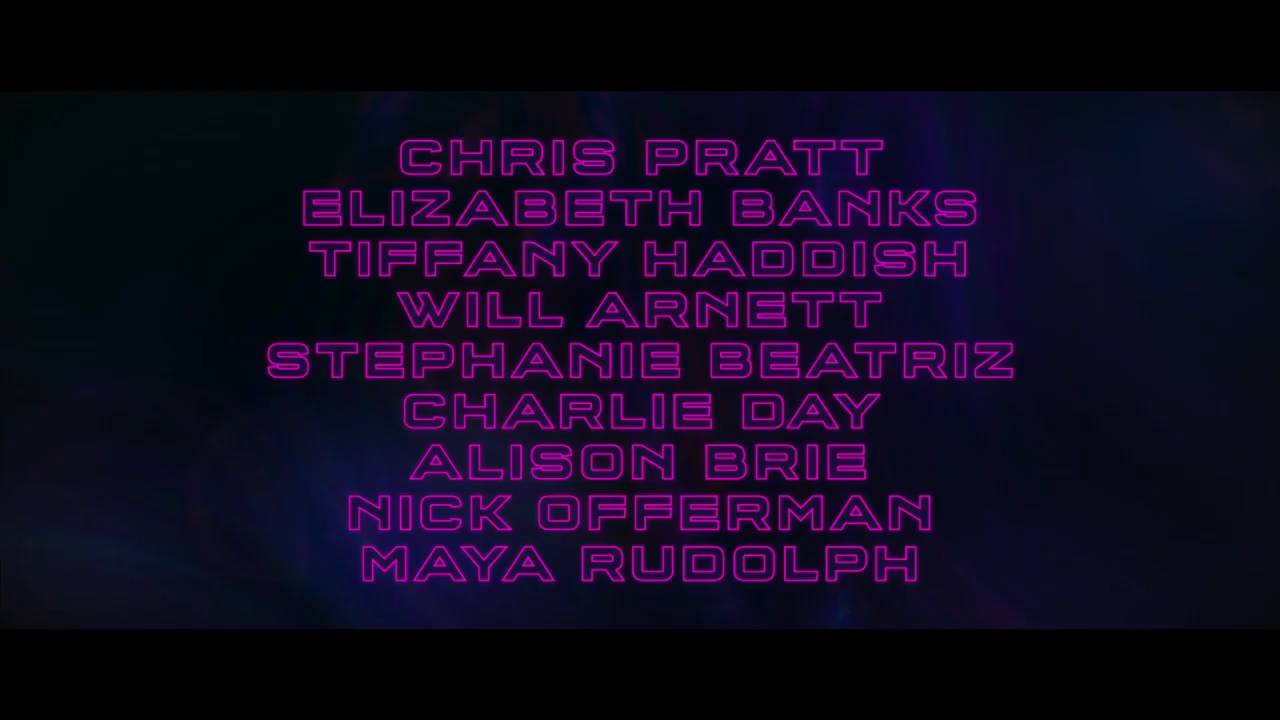 CHRIS PRATT
ELIZABETH BANKS
TIFFANY HADDISH
WILL ARNETT
STEPHANIE BEATRIZ
CHARLIE DAY
ALISON BRIE
NICK OFFERMAN
MAYA RUDOLPH